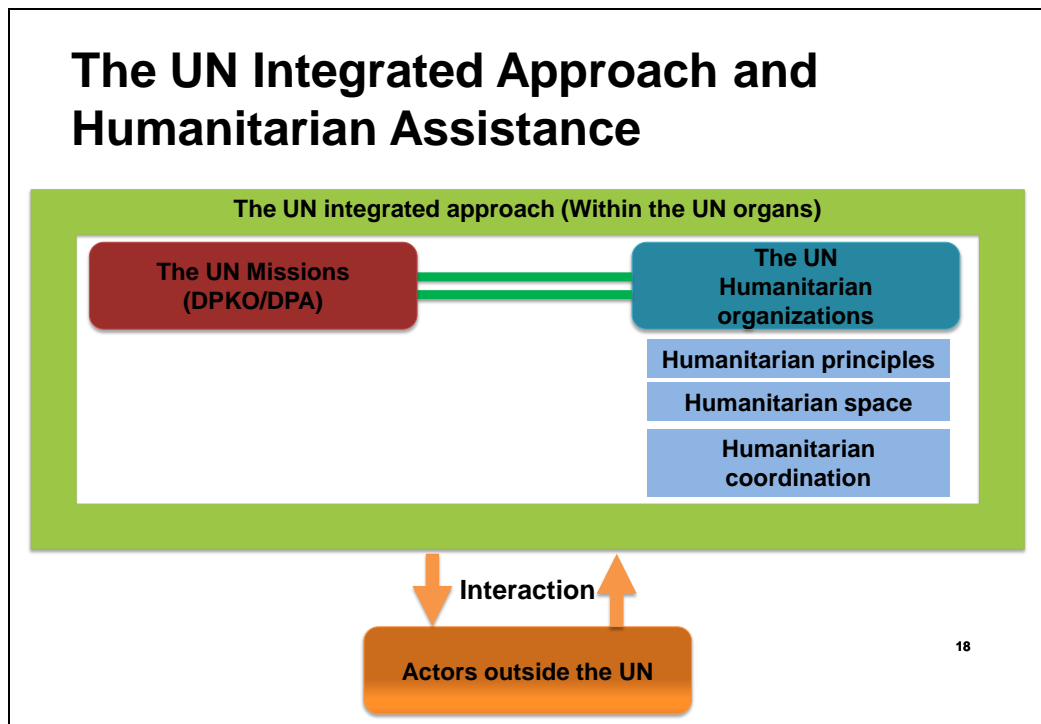 The UN Integrated Approach and
Humanitarian Assistance
The UN integrated approach (Within the UN organs)
The UN Missions
(DPKO/DPA)
The UN
Humanitarian
organizations
Humanitarian principles
Humanitarian space
Humanitarian
coordination
Interaction
Actors outside the UN
18